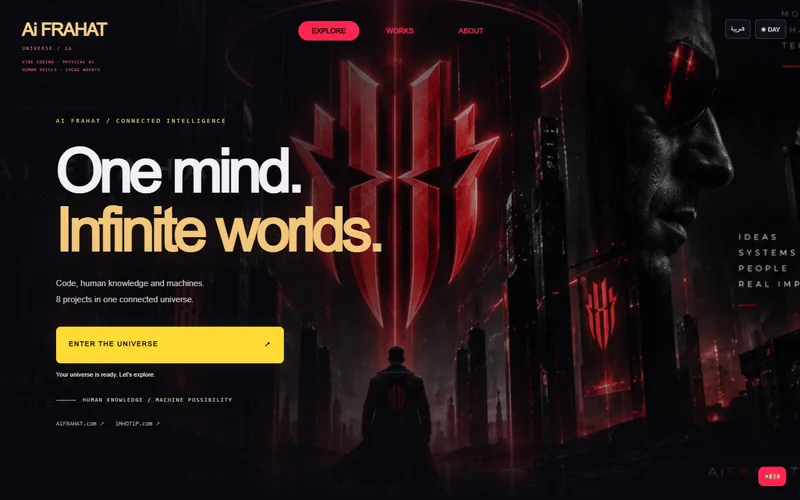 Ai FRAHAT
UNIVERSE / 26
VIBE CODING · PHYSICAL AI
HUMAN SKILLS · LOCAL AGENTS
EXPLORE
WORKS
ABOUT
العربية
☀ DAY
AI FRAHAT / CONNECTED INTELLIGENCE
One mind.
Infinite worlds.
Code, human knowledge and machines.
8 projects in one connected universe.
ENTER THE UNIVERSE ↗
Your universe is ready. Let's explore.
HUMAN KNOWLEDGE / MACHINE POSSIBILITY
AiFRAHAT.com ↗ iMHOTiP.com ↗
IDEAS
SYSTEMS
PEOPLE
REAL IMP